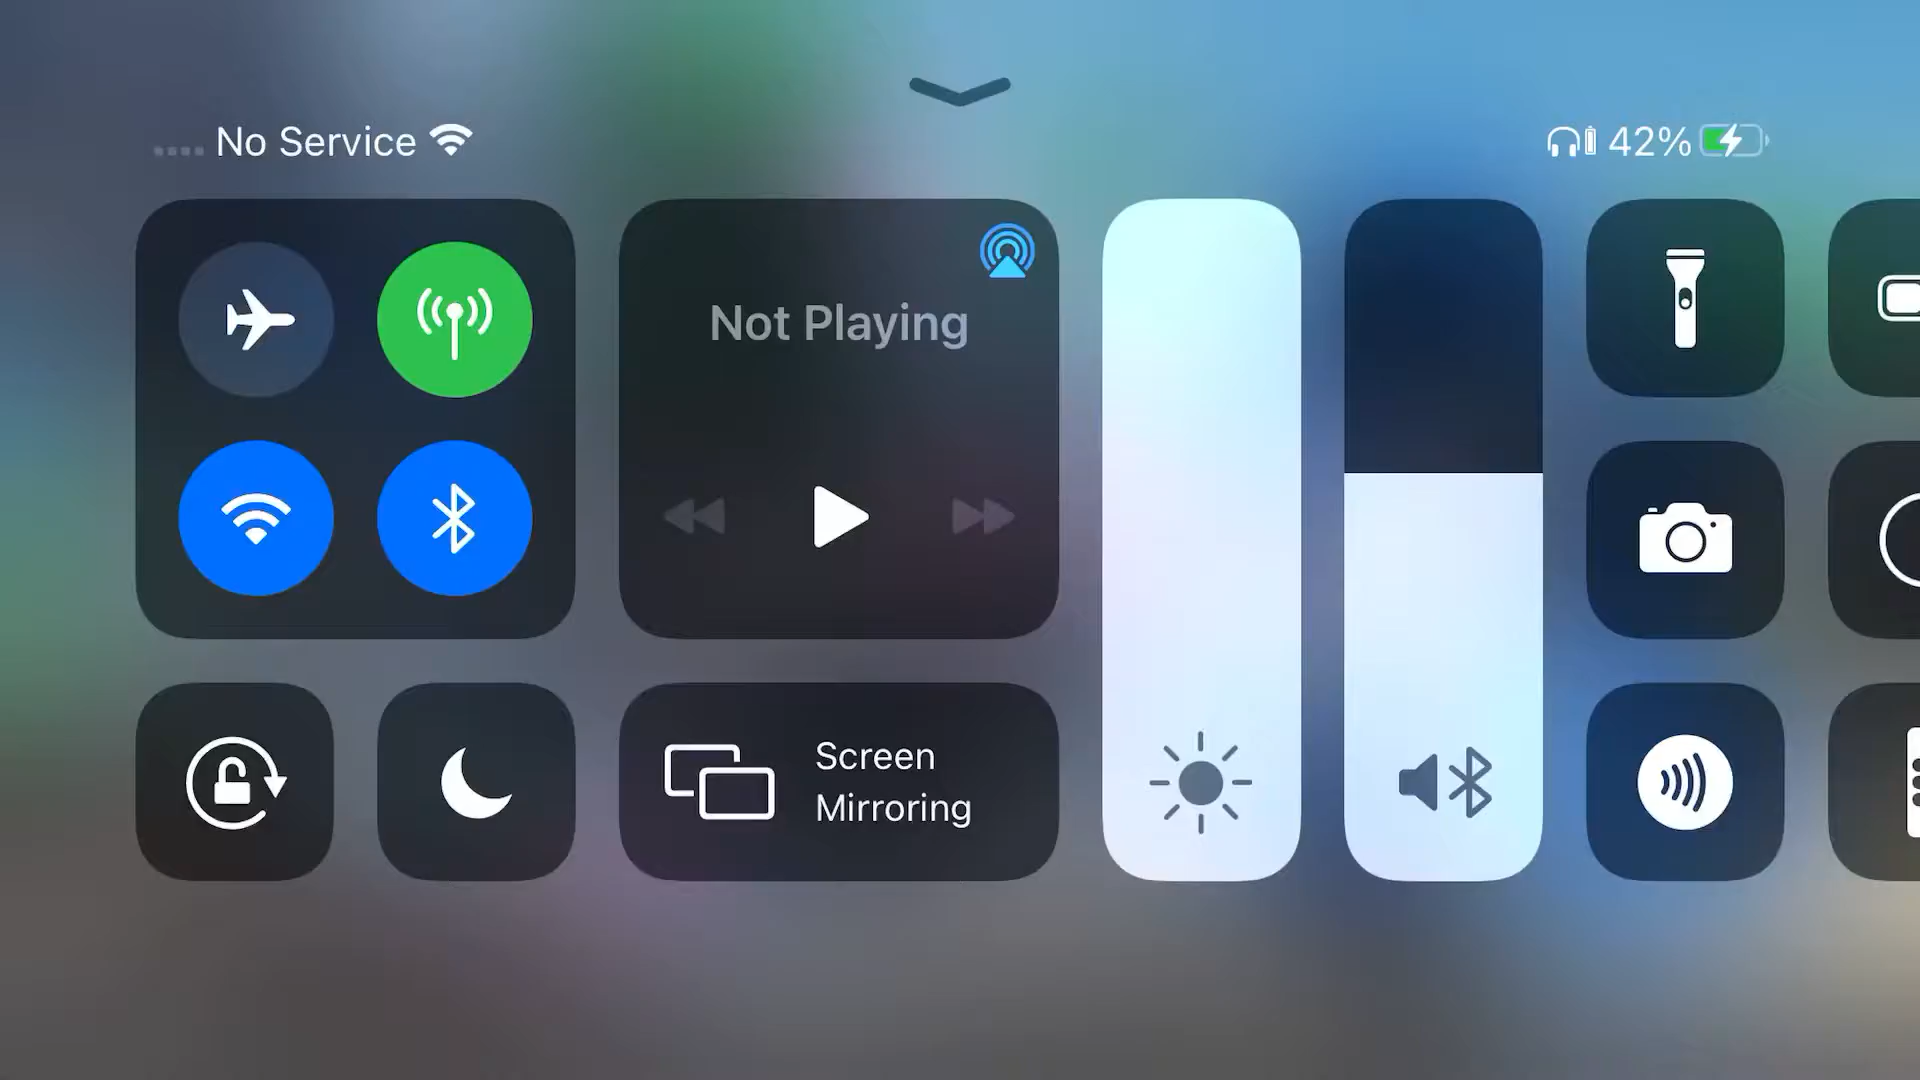 No Service
42%
Not Playing
Screen
Mirroring